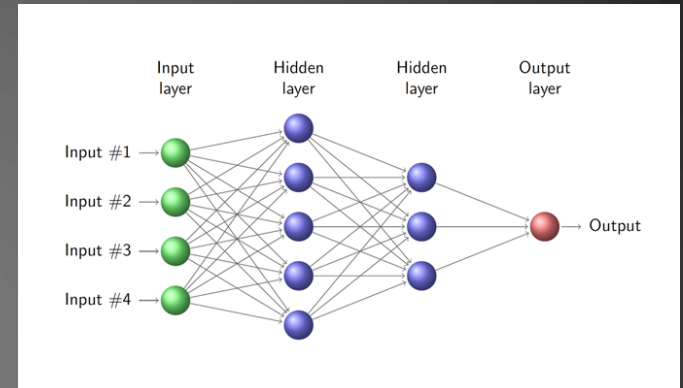 Input layer
Hidden layer
Hidden layer
Output layer
Input #1
Input #2
Input #3
Input #4
Output